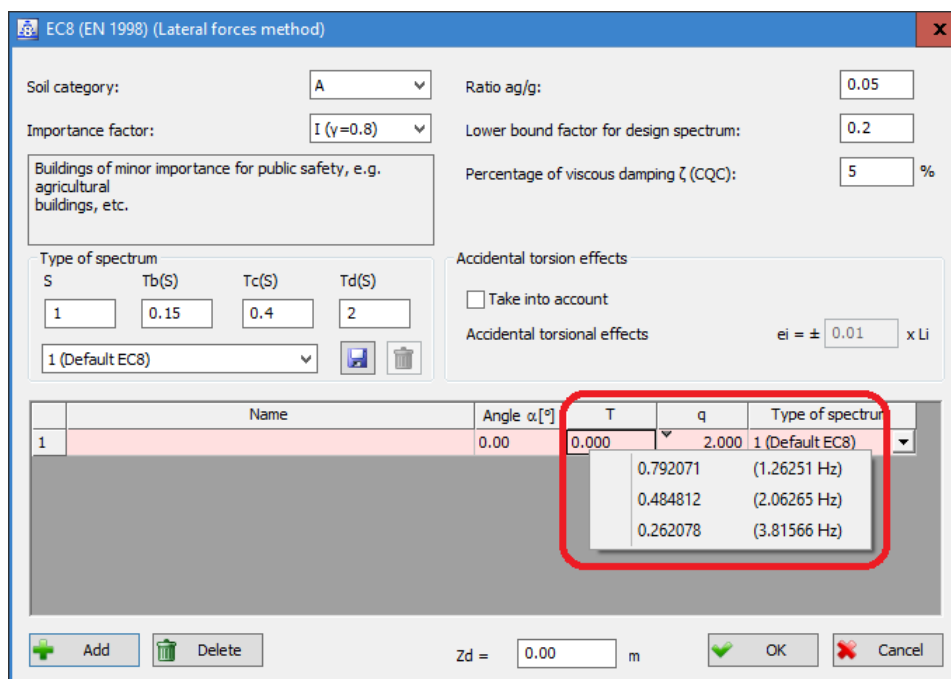 EC8 (EN 1998) (Lateral forces method)
x
Soil category:
A
Ratio ag/g:
0.05
Importance factor:
I (γ=0.8)
Lower bound factor for design spectrum:
0.2
Buildings of minor importance for public safety, e.g.
agricultural
buildings, etc.
Percentage of viscous damping ζ (CQC):
5
%
Type of spectrum
S Tb(S) Tc(S) Td(S)
1 0.15 0.4 2
1 (Default EC8)
Accidental torsion effects
Take into account
Accidental torsional effects
ei = ± 0.01 x Li
Name Angle α[°] T q Type of spectrum
1 0.00 0.000 2.000 1 (Default EC8)
0.792071 (1.26251 Hz)
0.484812 (2.06265 Hz)
0.262078 (3.81566 Hz)
Add Delete Zd = 0.00 m OK Cancel